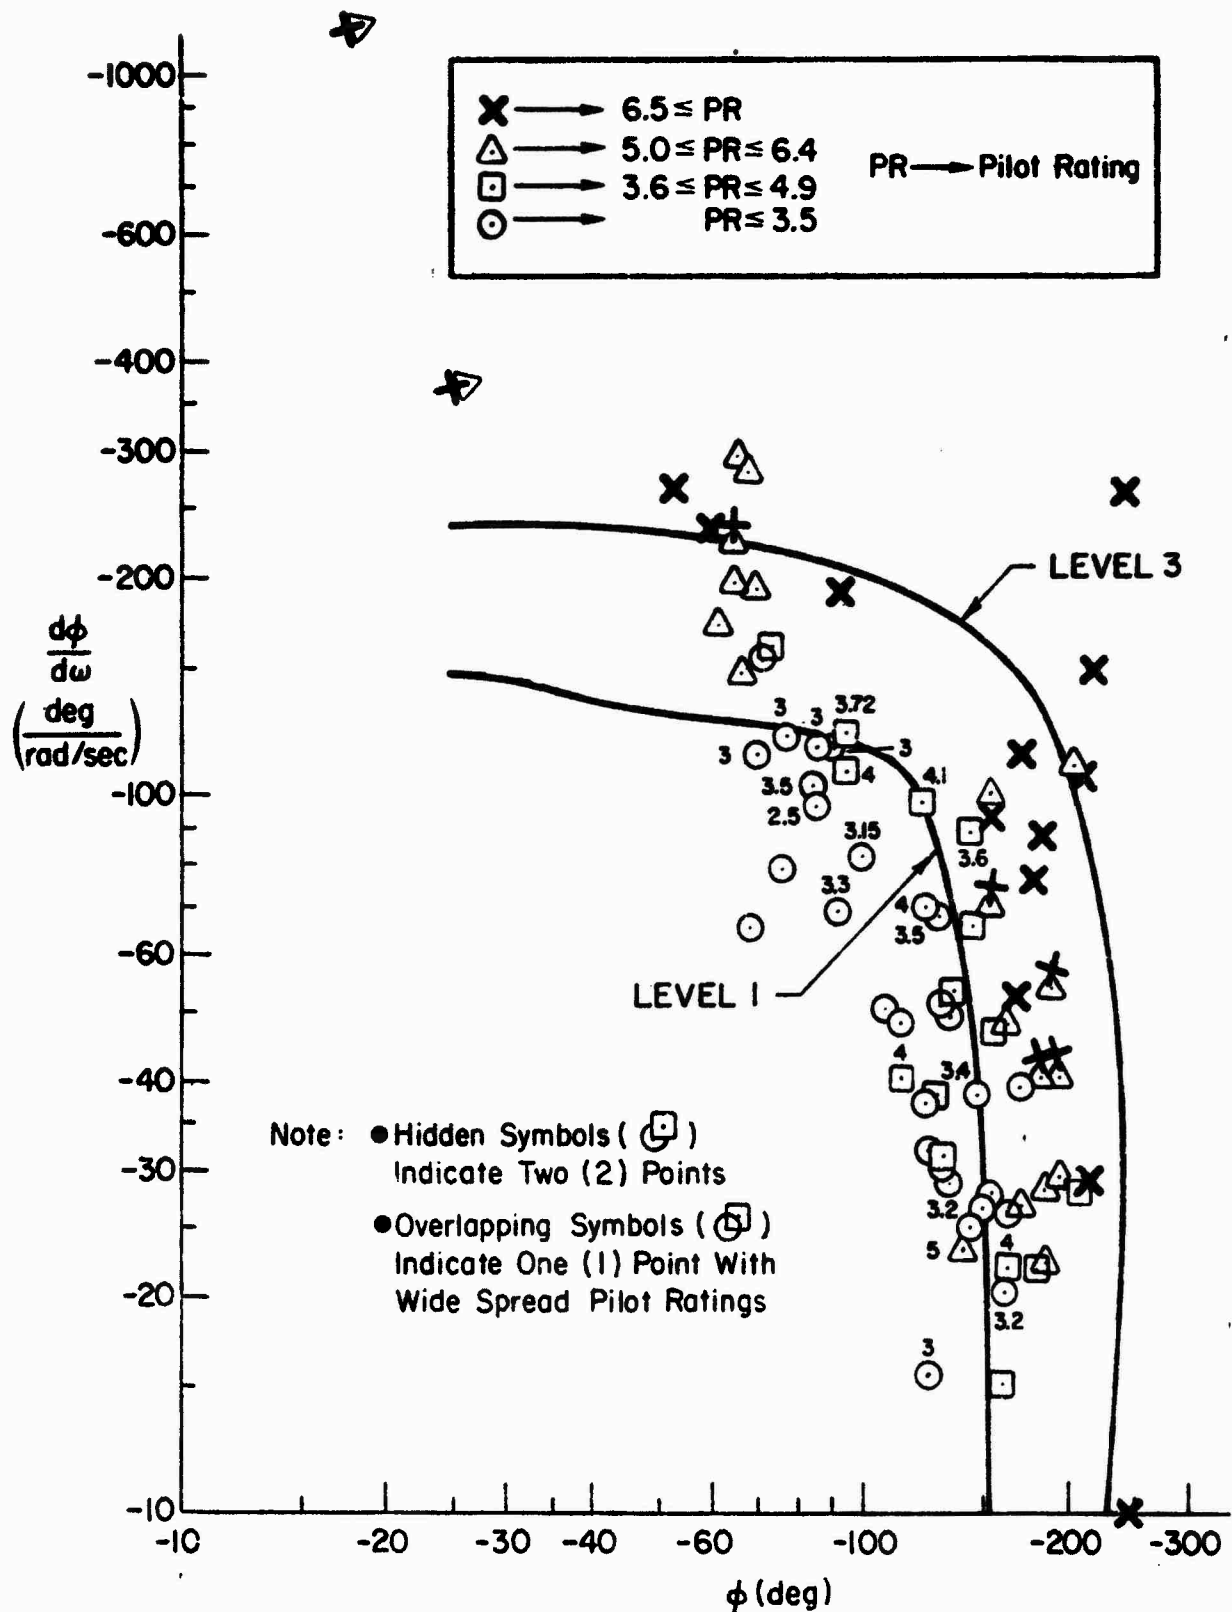 -1000
-600
-400
-300
-200
-100
-60
-40
-30
-20
-10
dφ
dω
(deg
rad/sec)
6.5 ≤ PR
5.0 ≤ PR ≤ 6.4
3.6 ≤ PR ≤ 4.9
PR ≤ 3.5
PR → Pilot Rating
LEVEL 3
3
3
3.72
3
3
3.5
4
4.1
2.5
3.15
3.6
3.3
4
3.5
LEVEL 1
4
3.4
Note: ● Hidden Symbols ( )
Indicate Two (2) Points
● Overlapping Symbols ( )
Indicate One (1) Point With
Wide Spread Pilot Ratings
3.2
5
4
3.2
3
-10
-20
-30
-40
-60
-100
-200
-300
φ (deg)